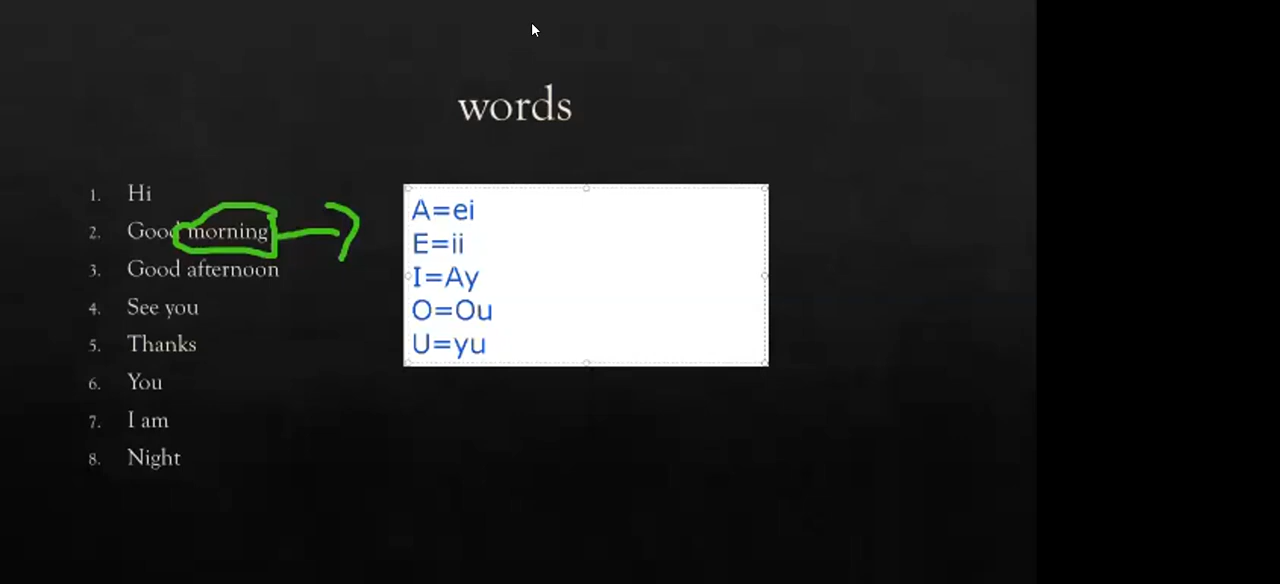 words
1. Hi
2. Good morning
3. Good afternoon
4. See you
5. Thanks
6. You
7. I am
8. Night
A=ei
E=ii
I=Ay
O=Ou
U=yu